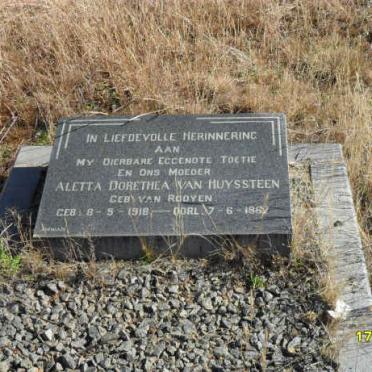 IN LIEFDEVOLLE HERINNERING
AAN
MY DIERBARE EGGENOTE TOETIE
EN ONS MOEDER
ALETTA DORETHEA VAN HUYSSTEEN
GEB VAN ROOYEN
GEB: 8-5-1918 — OORL 7-6-186
17